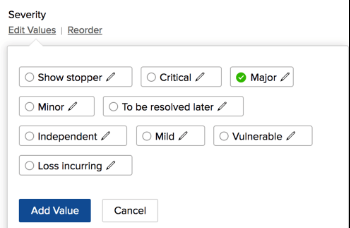 Severity
Edit Values | Reorder
Show stopper Critical Major
Minor To be resolved later
Independent Mild Vulnerable
Loss incurring
Add Value Cancel